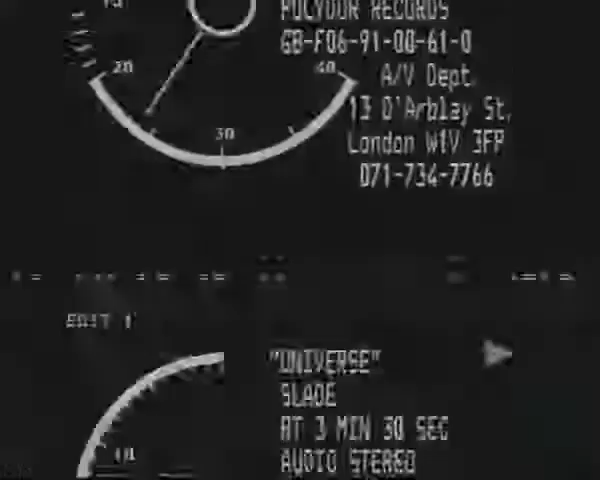 POLYDOR RECORDS
GB-F06-91-00-61-0
A/V Dept.
13 D'Arblay St.
London W1V 3FP
071-734-7766
20
40
30
EDIT 1
"UNIVERSE"
SLADE
AT 3 MIN 30 SEC
AUDIO STEREO
10